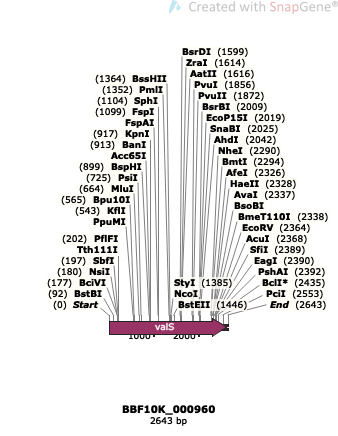 Created with SnapGene®
BsrDI (1599)
ZraI (1614)
(1364) BssHII AatII (1616)
(1352) PmlI PvuI (1856)
(1104) SphI PvuII (1872)
(1099) FspI BsrBI (2009)
FspAI EcoP15I (2019)
(917) KpnI SnaBI (2025)
(913) BanI AhdI (2042)
Acc65I NheI (2290)
(899) BspHI BmtI (2294)
(725) PsiI AfeI (2326)
(664) MluI HaeII (2328)
(565) Bpu10I AvaI (2337)
(543) KflI BsoBI
PpuMI BmeT110I (2338)
EcoRV (2364)
(202) PflFI AcuI (2368)
Tth111I SfiI (2389)
(197) SbfI EagI (2390)
(180) NsiI PshAI (2392)
(177) BciVI StyI (1385) BclI* (2435)
(92) BstBI NcoI PciI (2553)
(0) Start BstEII (1446) End (2643)
valS
1000 2000
BBF10K_000960
2643 bp